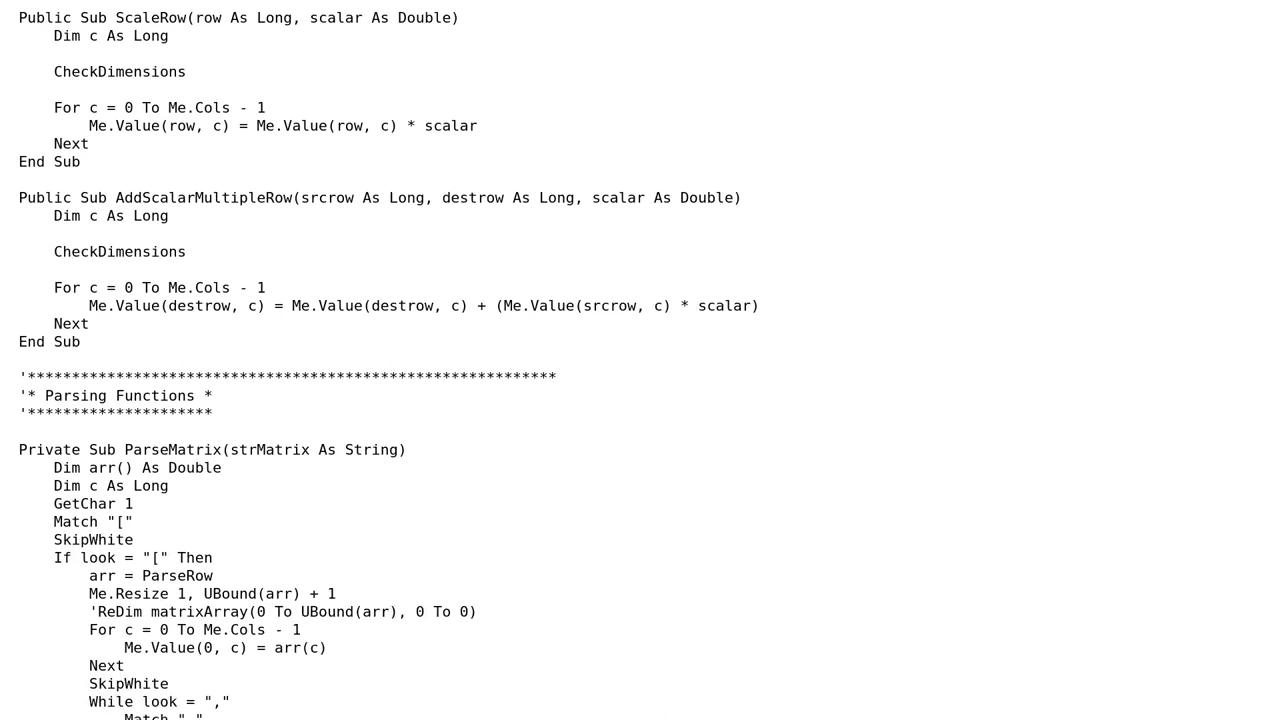 Public Sub ScaleRow(row As Long, scalar As Double)
    Dim c As Long

    CheckDimensions

    For c = 0 To Me.Cols - 1
        Me.Value(row, c) = Me.Value(row, c) * scalar
    Next
End Sub

Public Sub AddScalarMultipleRow(srcrow As Long, destrow As Long, scalar As Double)
    Dim c As Long

    CheckDimensions

    For c = 0 To Me.Cols - 1
        Me.Value(destrow, c) = Me.Value(destrow, c) + (Me.Value(srcrow, c) * scalar)
    Next
End Sub

'************************************************************
'* Parsing Functions *
'*********************

Private Sub ParseMatrix(strMatrix As String)
    Dim arr() As Double
    Dim c As Long
    GetChar 1
    Match "["
    SkipWhite
    If look = "[" Then
        arr = ParseRow
        Me.Resize 1, UBound(arr) + 1
        'ReDim matrixArray(0 To UBound(arr), 0 To 0)
        For c = 0 To Me.Cols - 1
            Me.Value(0, c) = arr(c)
        Next
        SkipWhite
        While look = ","
            Match ","